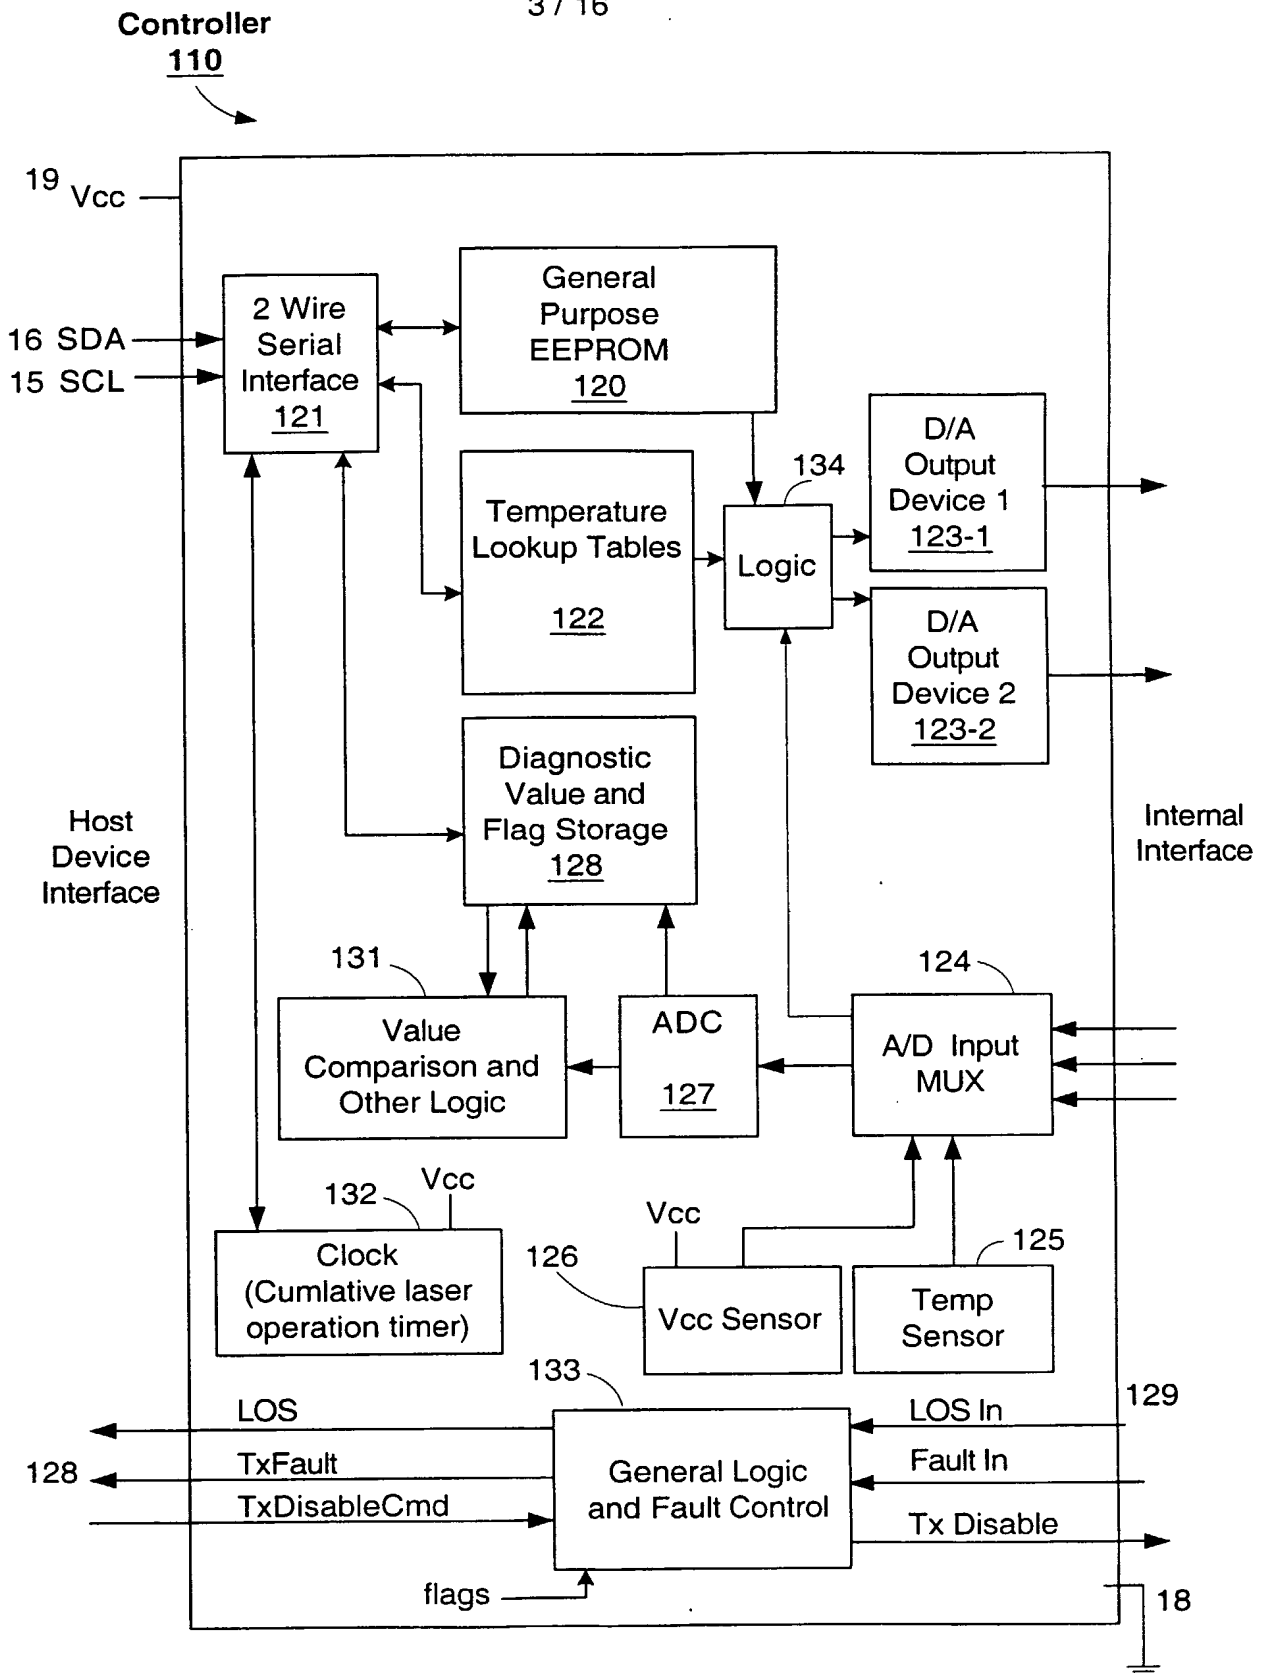 3 / 16
Controller
110
19
Vcc
16 SDA
15 SCL
2 Wire
Serial
Interface
121
General
Purpose
EEPROM
120
Temperature
Lookup Tables
122
134
Logic
D/A
Output
Device 1
123-1
D/A
Output
Device 2
123-2
Host
Device
Interface
Diagnostic
Value and
Flag Storage
128
Internal
Interface
131
Value
Comparison and
Other Logic
ADC
127
124
A/D Input
MUX
132
Vcc
Clock
(Cumlative laser
operation timer)
Vcc
126
Vcc Sensor
125
Temp
Sensor
133
LOS
128
TxFault
TxDisableCmd
General Logic
and Fault Control
LOS In
129
Fault In
Tx Disable
flags
18